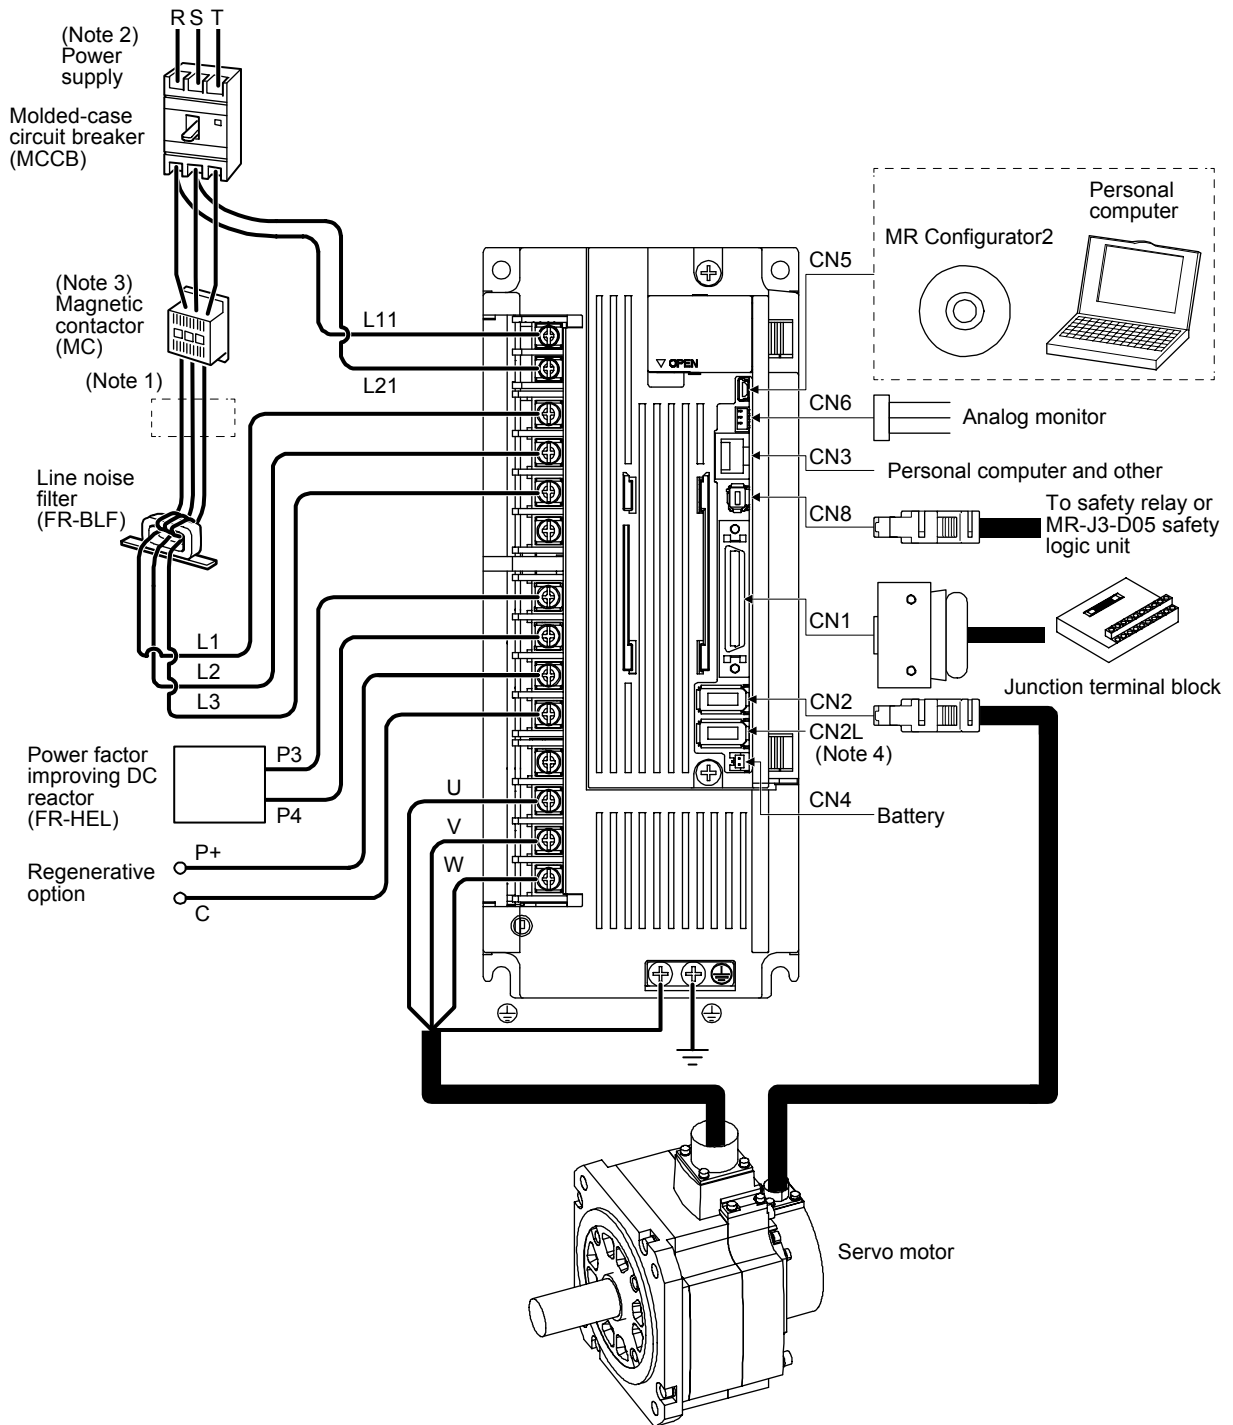 R S T
(Note 2)
Power
supply
Molded-case
circuit breaker
(MCCB)
(Note 3)
Magnetic
contactor
(MC)
(Note 1)
Line noise
filter
(FR-BLF)
L11
L21
L1
L2
L3
Power factor
improving DC
reactor
(FR-HEL)
P3
P4
Regenerative
option
P+
C
U
V
W
▽ OPEN
CN5
MR Configurator2
Personal
computer
CN6
Analog monitor
CN3
Personal computer and other
CN8
To safety relay or
MR-J3-D05 safety
logic unit
CN1
Junction terminal block
CN2
CN2L
(Note 4)
CN4
Battery
Servo motor